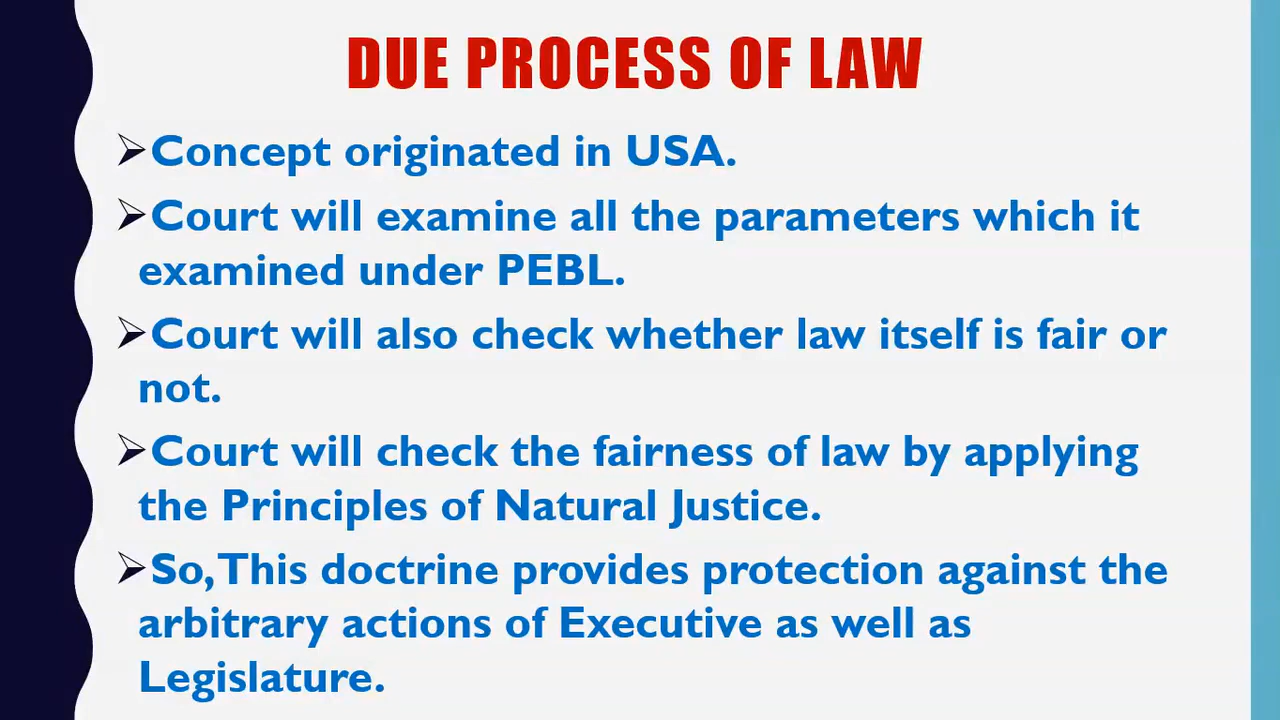 DUE PROCESS OF LAW
➢Concept originated in USA.
➢Court will examine all the parameters which it
examined under PEBL.
➢Court will also check whether law itself is fair or
not.
➢Court will check the fairness of law by applying
the Principles of Natural Justice.
➢So, This doctrine provides protection against the
arbitrary actions of Executive as well as
Legislature.